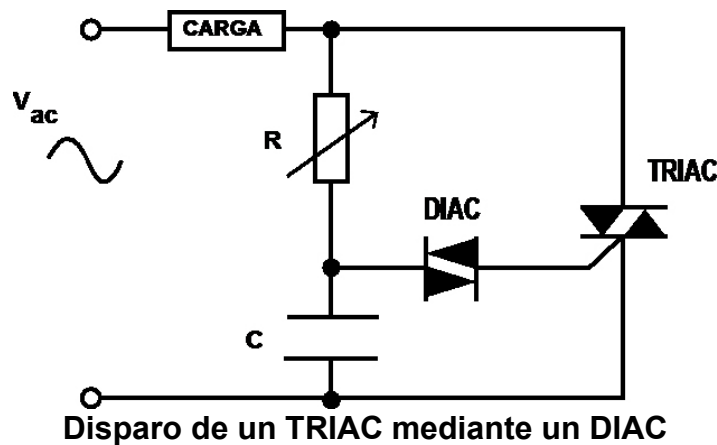 CARGA
Vac
R
TRIAC
DIAC
C
Disparo de un TRIAC mediante un DIAC